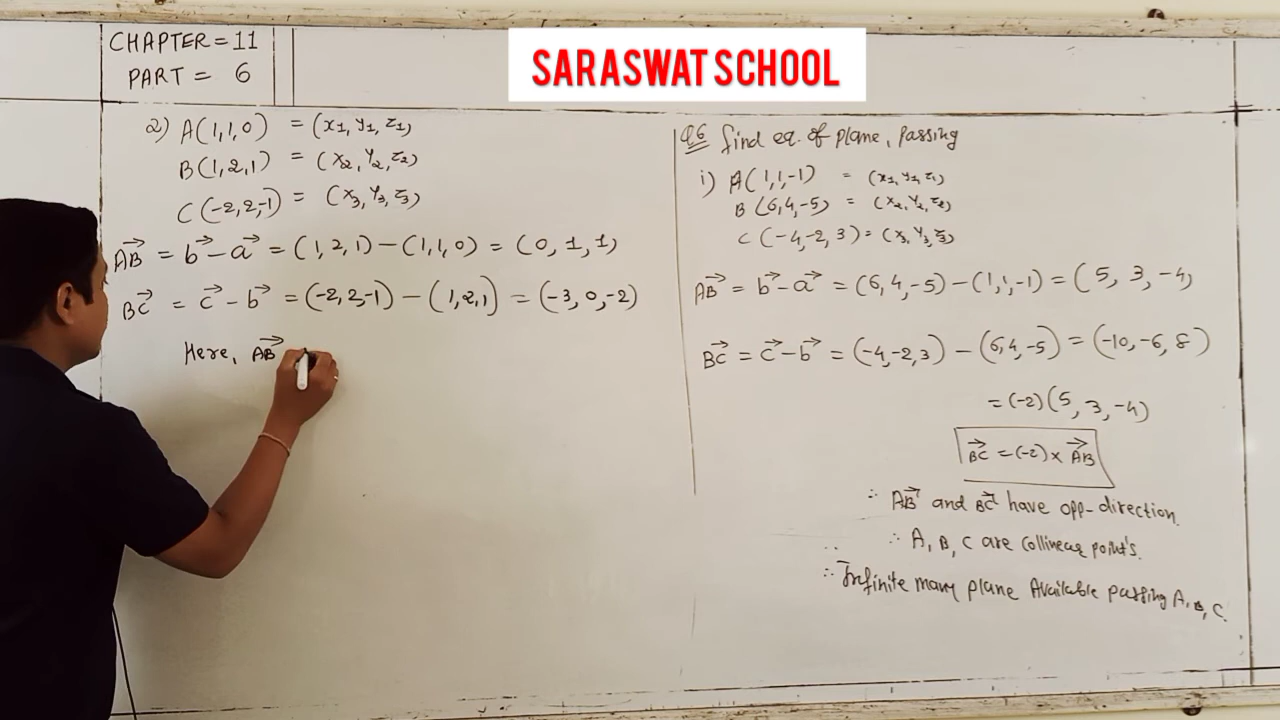 CHAPTER=11
PART = 6
SARASWAT SCHOOL
2) A(1,1,0) = (x1, y1, z1)
B(1,2,1) = (x2, y2, z2)
C(-2,2,-1) = (x3, y3, z3)
AB⃗ = b⃗ - a⃗ = (1,2,1) - (1,1,0) = (0, 1, 1)
BC⃗ = c⃗ - b⃗ = (-2,2,-1) - (1,2,1) = (-3, 0, -2)
Here, AB⃗
Q.6 find eq. of plane, passing
i) A(1,1,-1) = (x1, y1, z1)
B(6,4,-5) = (x2, y2, z2)
C(-4,-2,3) = (x3, y3, z3)
AB⃗ = b⃗ - a⃗ = (6,4,-5) - (1,1,-1) = (5, 3, -4)
BC⃗ = c⃗ - b⃗ = (-4,-2,3) - (6,4,-5) = (-10,-6, 8)
= (-2)(5, 3, -4)
BC⃗ = (-2) × AB⃗
∴ AB⃗ and BC⃗ have opp-direction.
∴ A, B, C are collinear point's.
∴ Infinite many plane Available passing A, B, C.